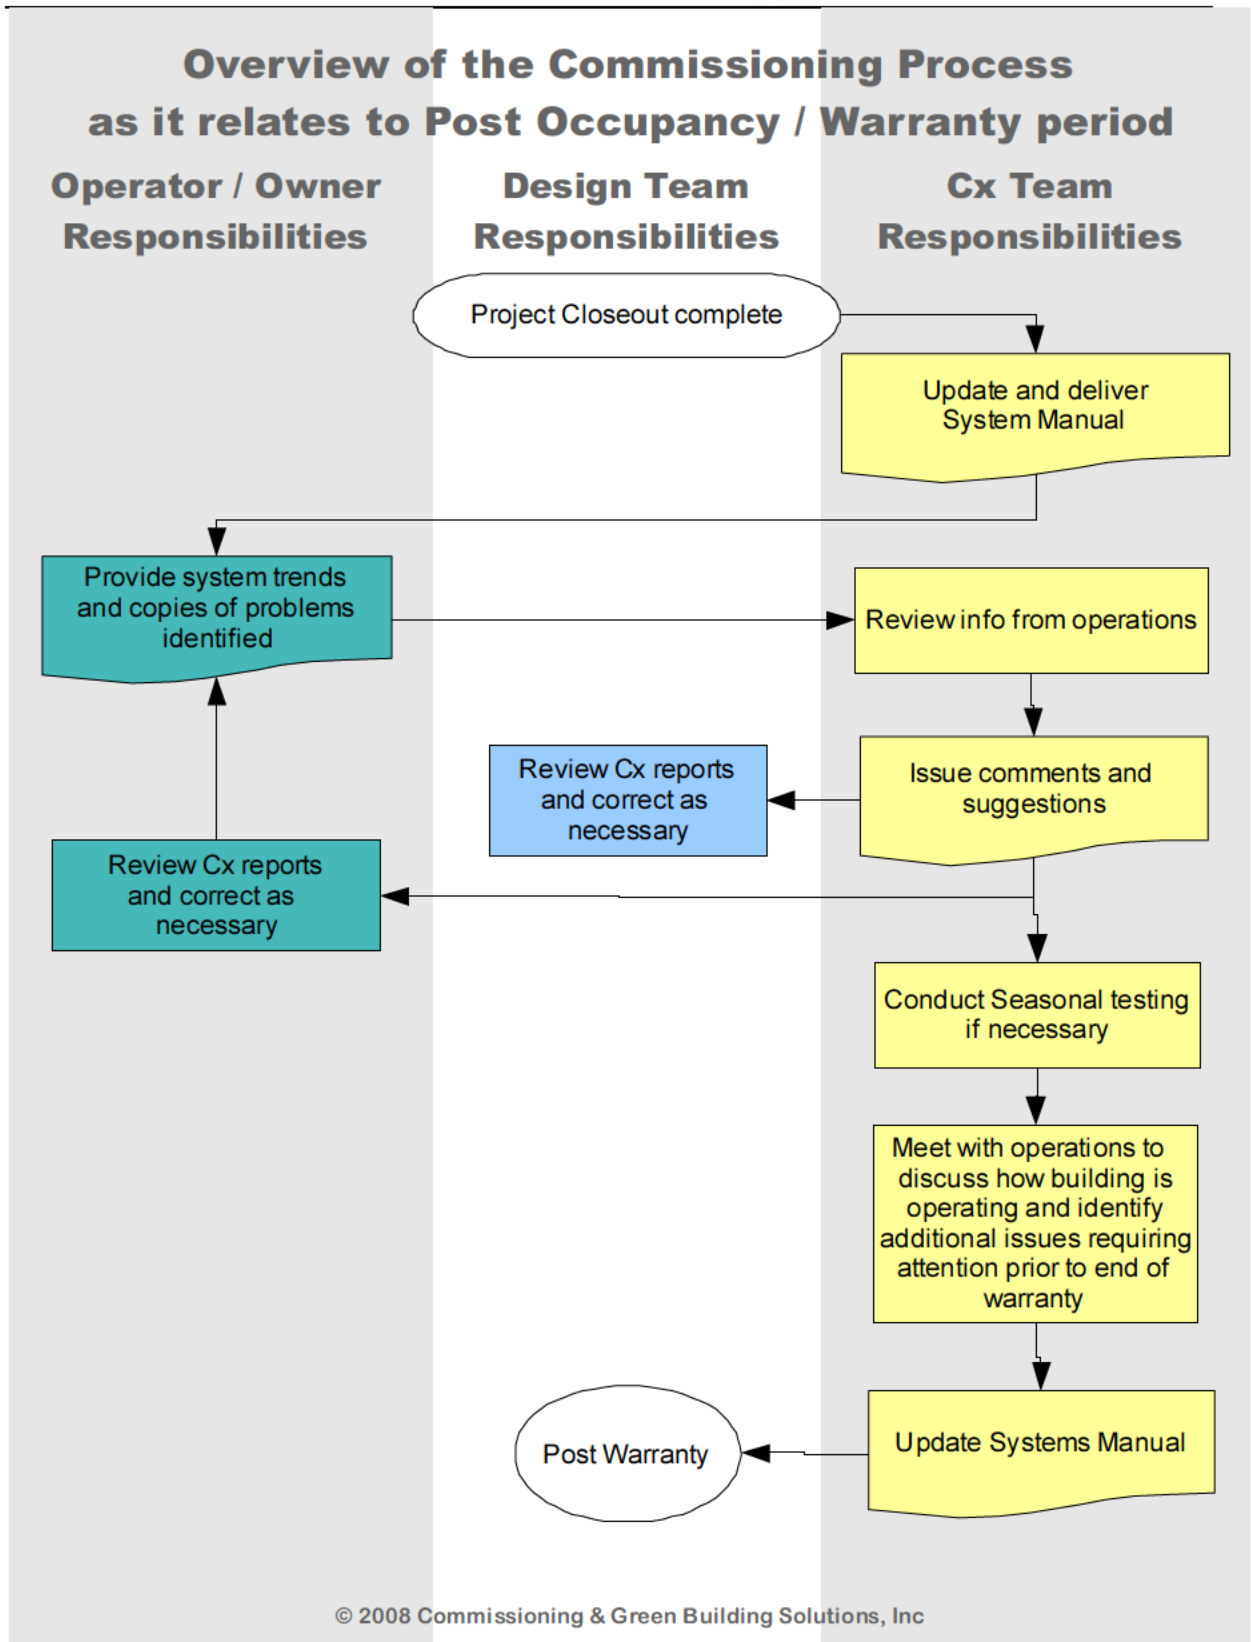 Overview of the Commissioning Process
as it relates to Post Occupancy / Warranty period
Operator / Owner
Responsibilities
Design Team
Responsibilities
Cx Team
Responsibilities
Project Closeout complete
Update and deliver
System Manual
Provide system trends
and copies of problems
identified
Review info from operations
Review Cx reports
and correct as
necessary
Issue comments and
suggestions
Review Cx reports
and correct as
necessary
Conduct Seasonal testing
if necessary
Meet with operations to
discuss how building is
operating and identify
additional issues requiring
attention prior to end of
warranty
Post Warranty
Update Systems Manual
© 2008 Commissioning & Green Building Solutions, Inc